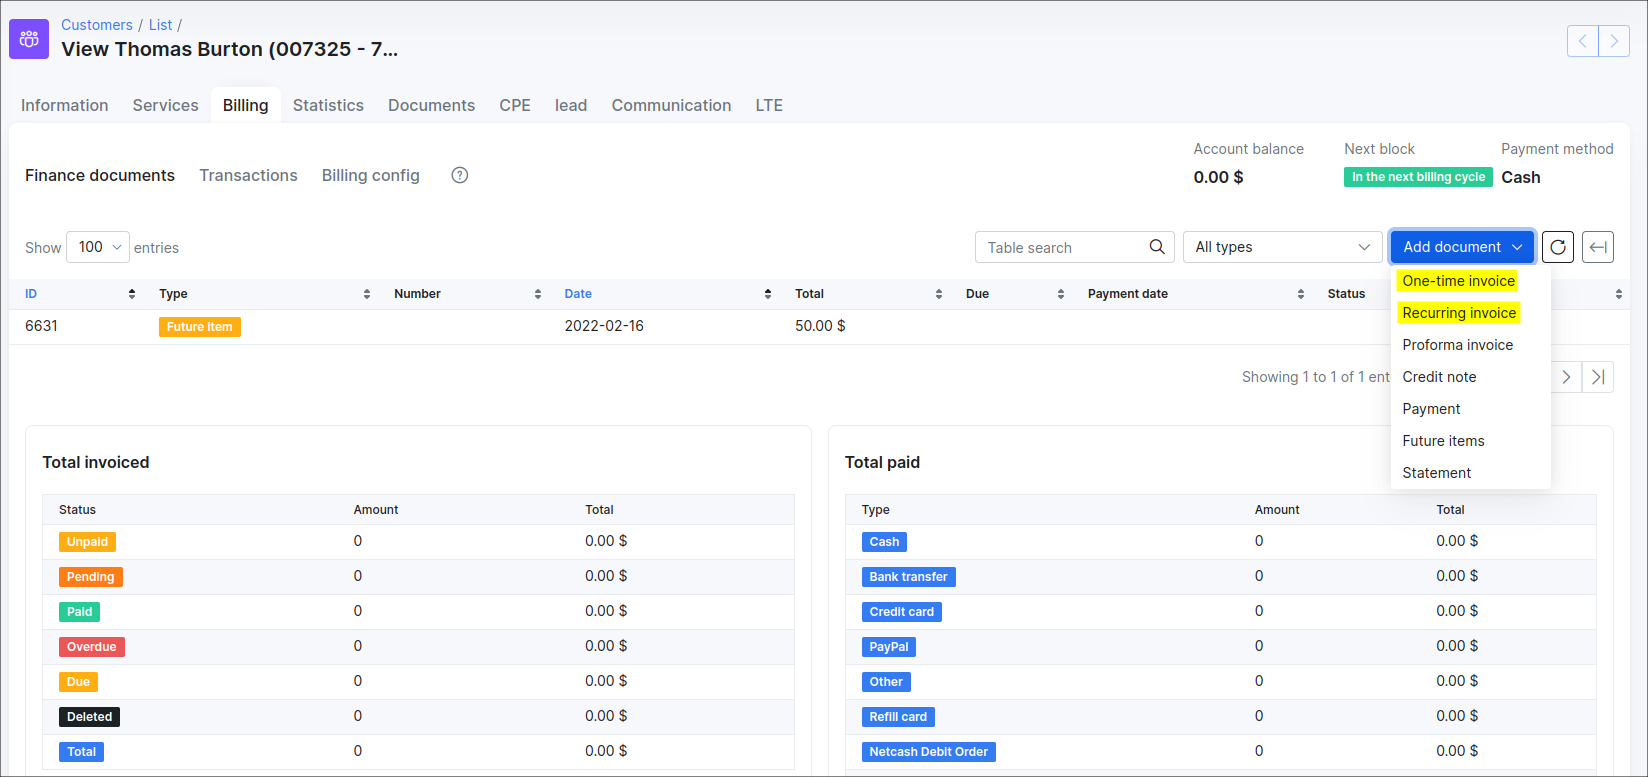 Customers / List /
View Thomas Burton (007325 - 7...
Information Services Billing Statistics Documents CPE lead Communication LTE
Account balance Next block Payment method
Finance documents Transactions Billing config ?
0.00 $ In the next billing cycle Cash
Show 100 entries Table search All types Add document
ID Type Number Date Total Due Payment date Status
6631 Future Item 2022-02-16 50.00 $
Showing 1 to 1 of 1 ent
One-time invoice
Recurring invoice
Proforma invoice
Credit note
Payment
Future items
Statement
Total invoiced
Status Amount Total
Unpaid 0 0.00 $
Pending 0 0.00 $
Paid 0 0.00 $
Overdue 0 0.00 $
Due 0 0.00 $
Deleted 0 0.00 $
Total 0 0.00 $
Total paid
Type Amount Total
Cash 0 0.00 $
Bank transfer 0 0.00 $
Credit card 0 0.00 $
PayPal 0 0.00 $
Other 0 0.00 $
Refill card 0 0.00 $
Netcash Debit Order 0 0.00 $